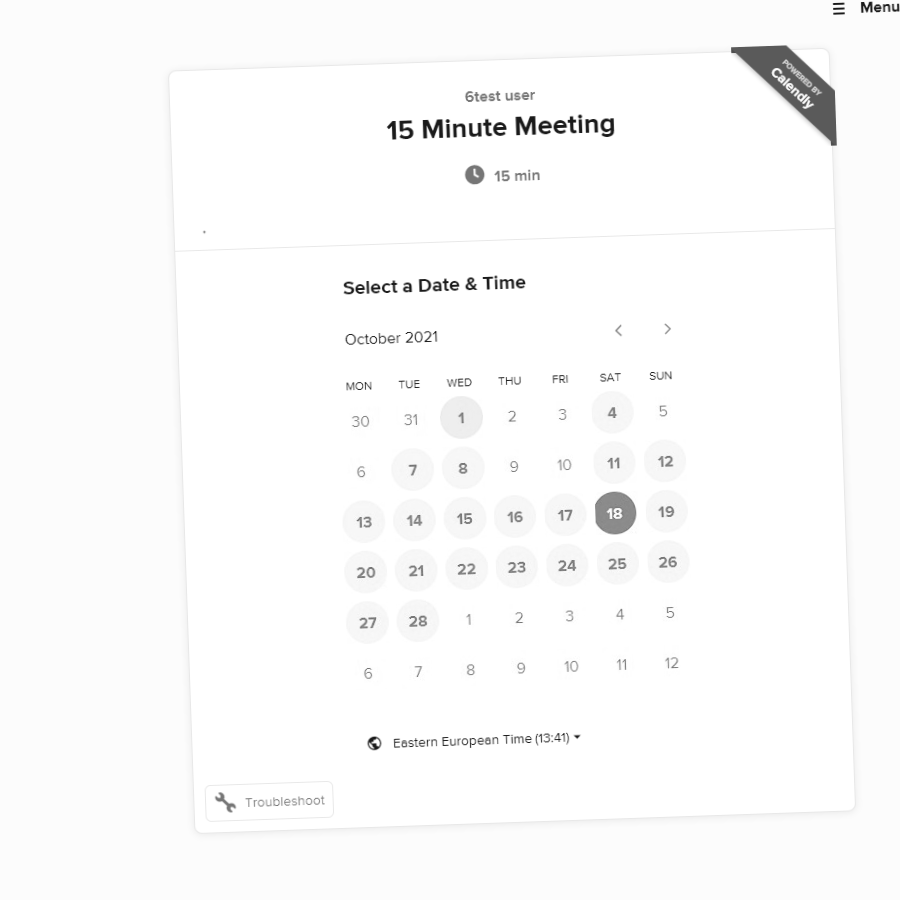 Menu
POWERED BY
Calendly
6test user
15 Minute Meeting
15 min
Select a Date & Time
October 2021
MON TUE WED THU FRI SAT SUN
30 31 1 2 3 4 5
6 7 8 9 10 11 12
13 14 15 16 17 18 19
20 21 22 23 24 25 26
27 28 1 2 3 4 5
6 7 8 9 10 11 12
Eastern European Time (13:41)
Troubleshoot